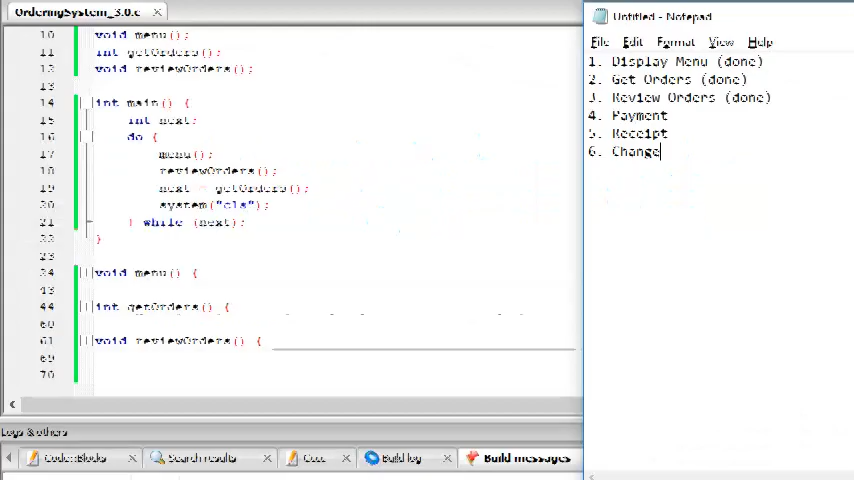 OrderingSystem_3.0.c
10 void menu();
11 int getOrders();
12 void reviewOrders();
13
14 int main() {
15 int next;
16 do {
17 menu();
18 reviewOrders();
19 next = getOrders();
20 system("cls");
21 } while (next);
22 }
23
24 void menu() {
43
44 int getOrders() {
60
61 void reviewOrders() {
69
70
Logs & others
Code::Blocks Search results Cccc Build log Build messages
Untitled - Notepad
File Edit Format View Help
1. Display Menu (done)
2. Get Orders (done)
3. Review Orders (done)
4. Payment
5. Receipt
6. Change